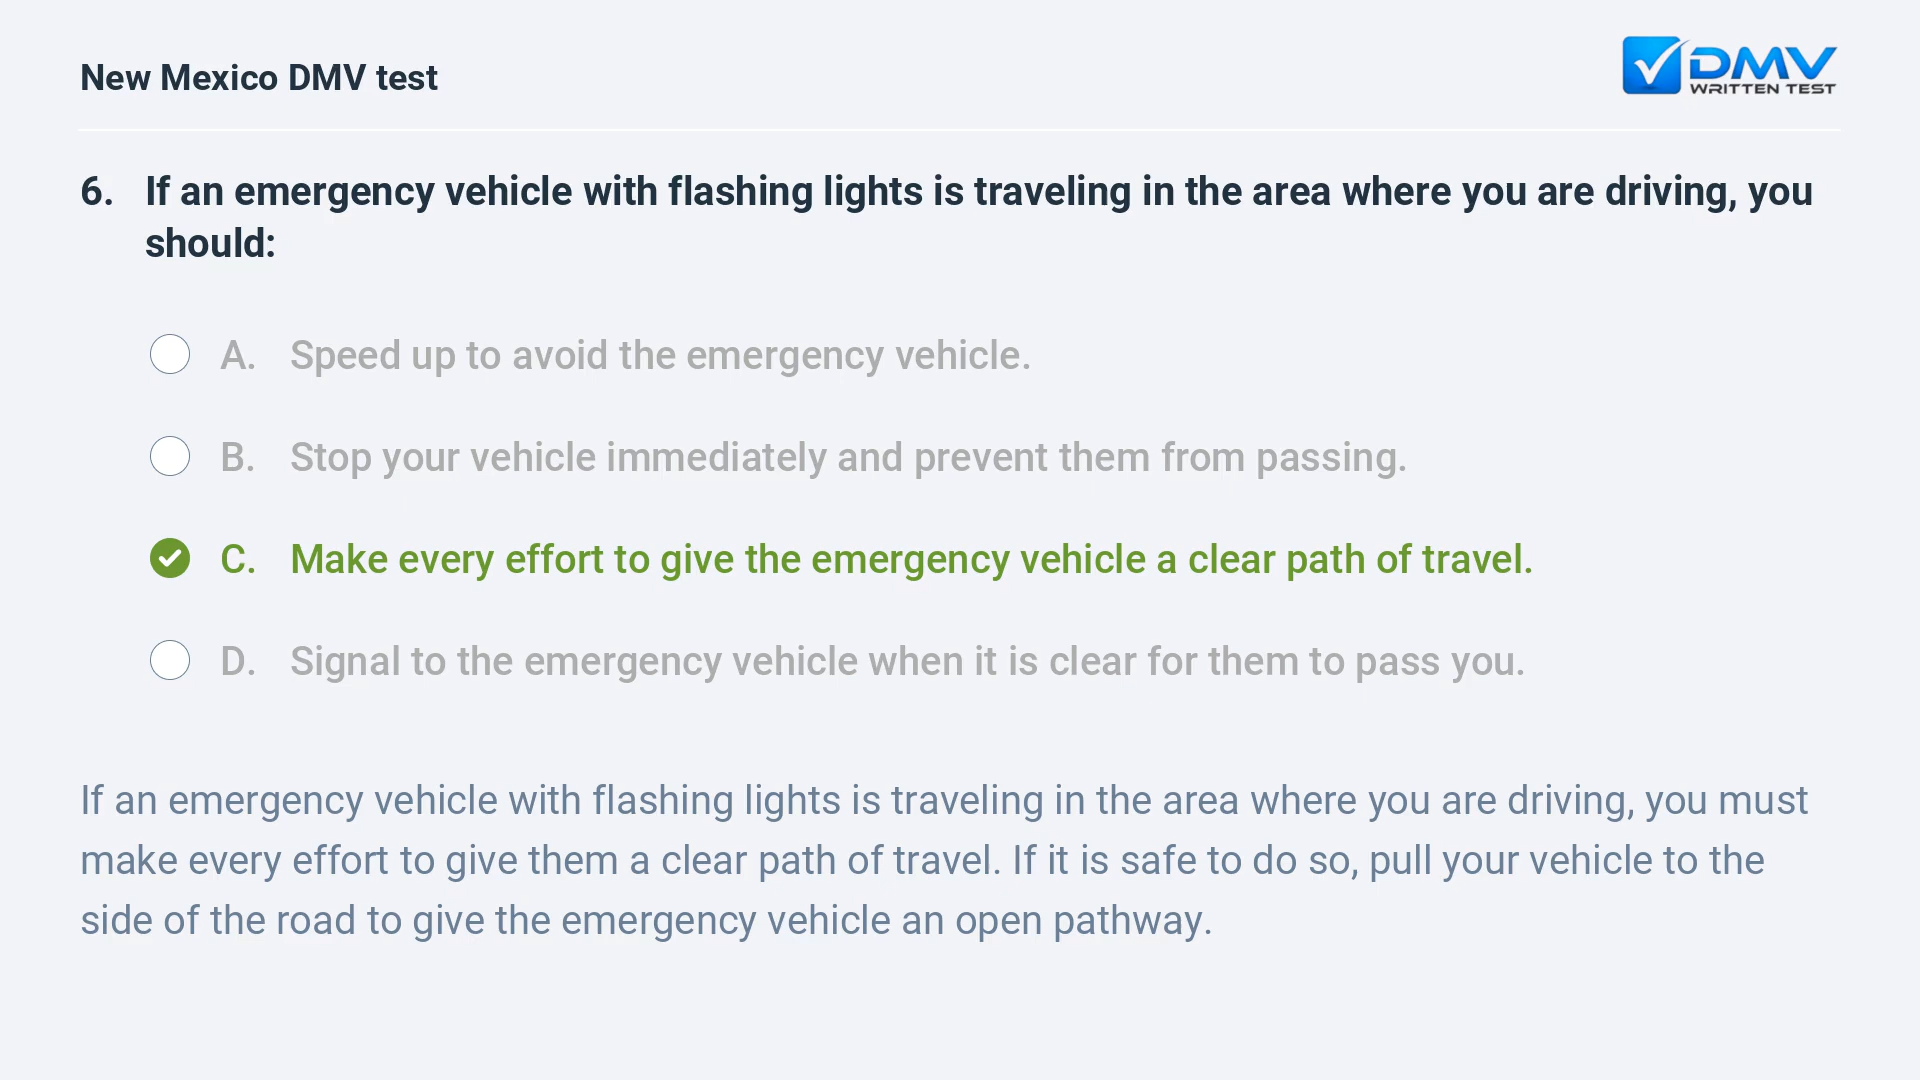 New Mexico DMV test
DMV
WRITTEN TEST
6. If an emergency vehicle with flashing lights is traveling in the area where you are driving, you
should:
A. Speed up to avoid the emergency vehicle.
B. Stop your vehicle immediately and prevent them from passing.
C. Make every effort to give the emergency vehicle a clear path of travel.
D. Signal to the emergency vehicle when it is clear for them to pass you.
If an emergency vehicle with flashing lights is traveling in the area where you are driving, you must
make every effort to give them a clear path of travel. If it is safe to do so, pull your vehicle to the
side of the road to give the emergency vehicle an open pathway.